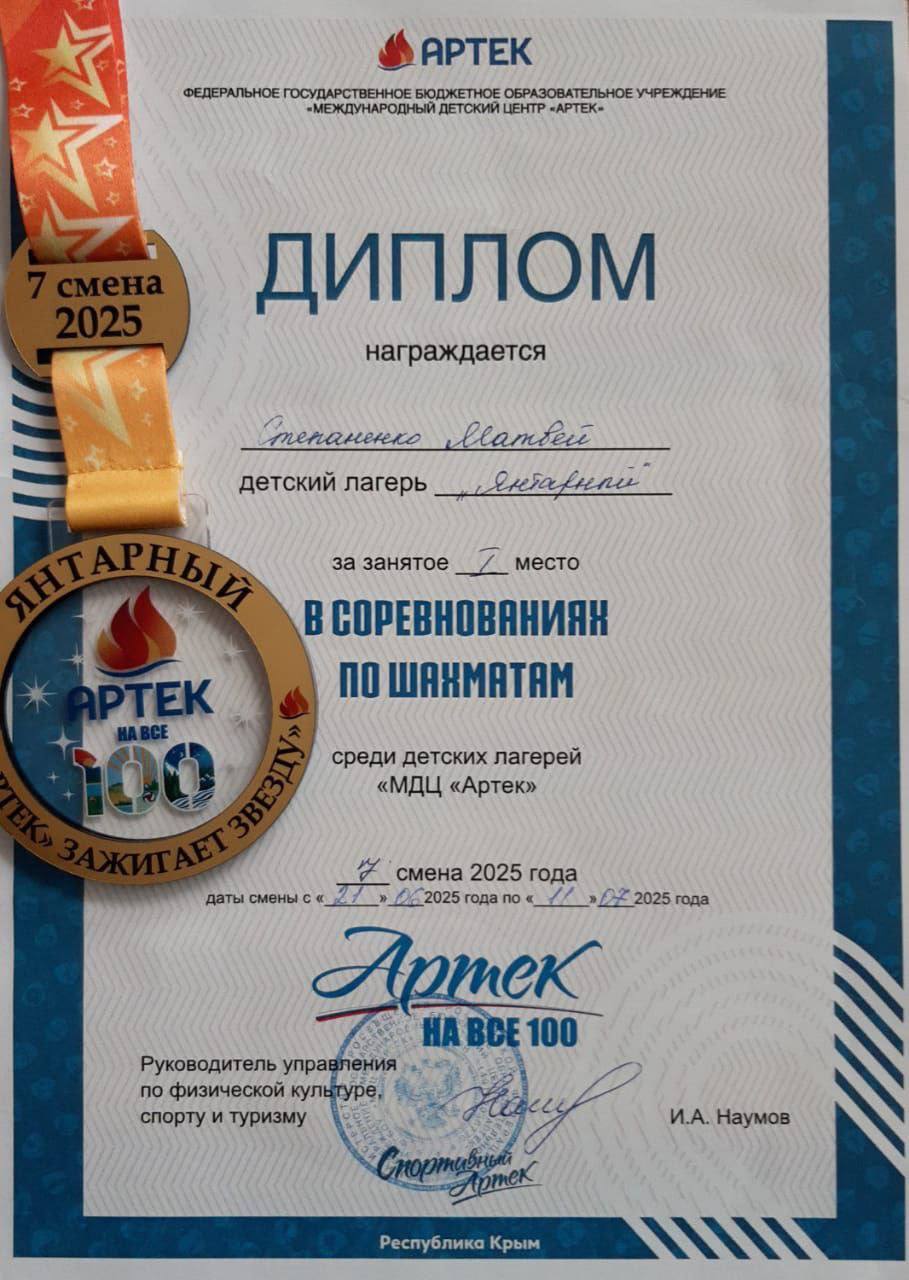 АРТЕК
ФЕДЕРАЛЬНОЕ ГОСУДАРСТВЕННОЕ БЮДЖЕТНОЕ ОБРАЗОВАТЕЛЬНОЕ УЧРЕЖДЕНИЕ
«МЕЖДУНАРОДНЫЙ ДЕТСКИЙ ЦЕНТР «АРТЕК»
ДИПЛОМ
награждается
Степаненко Матвей
детский лагерь „Янтарный“
за занятое I место
В СОРЕВНОВАНИЯХ
ПО ШАХМАТАМ
среди детских лагерей
«МДЦ «Артек»
7 смена 2025 года
даты смены с «21» 06 2025 года по «11» 07 2025 года
Артек
НА ВСЕ 100
Руководитель управления
по физической культуре,
спорту и туризму
И.А. Наумов
Спортивный
Артек
Республика Крым
7 смена
2025
ЯНТАРНЫЙ
АРТЕК
НА ВСЕ
100
ЗАЖИГАЕТ ЗВЕЗДУ»